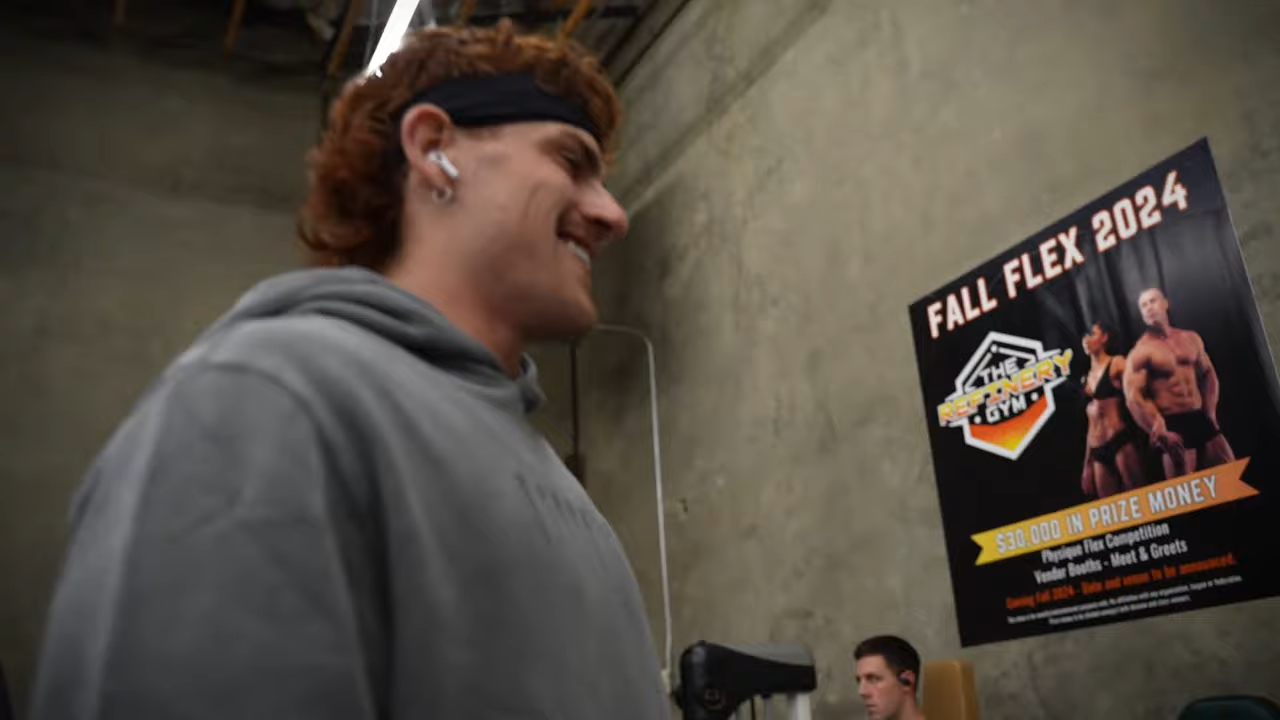 FALL FLEX 2024
THE
REFINERY
GYM
$30,000 IN PRIZE MONEY
Physique Flex Competition
Vender Booths - Meet & Greets
Coming Fall 2024 - Date and venue to be announced.